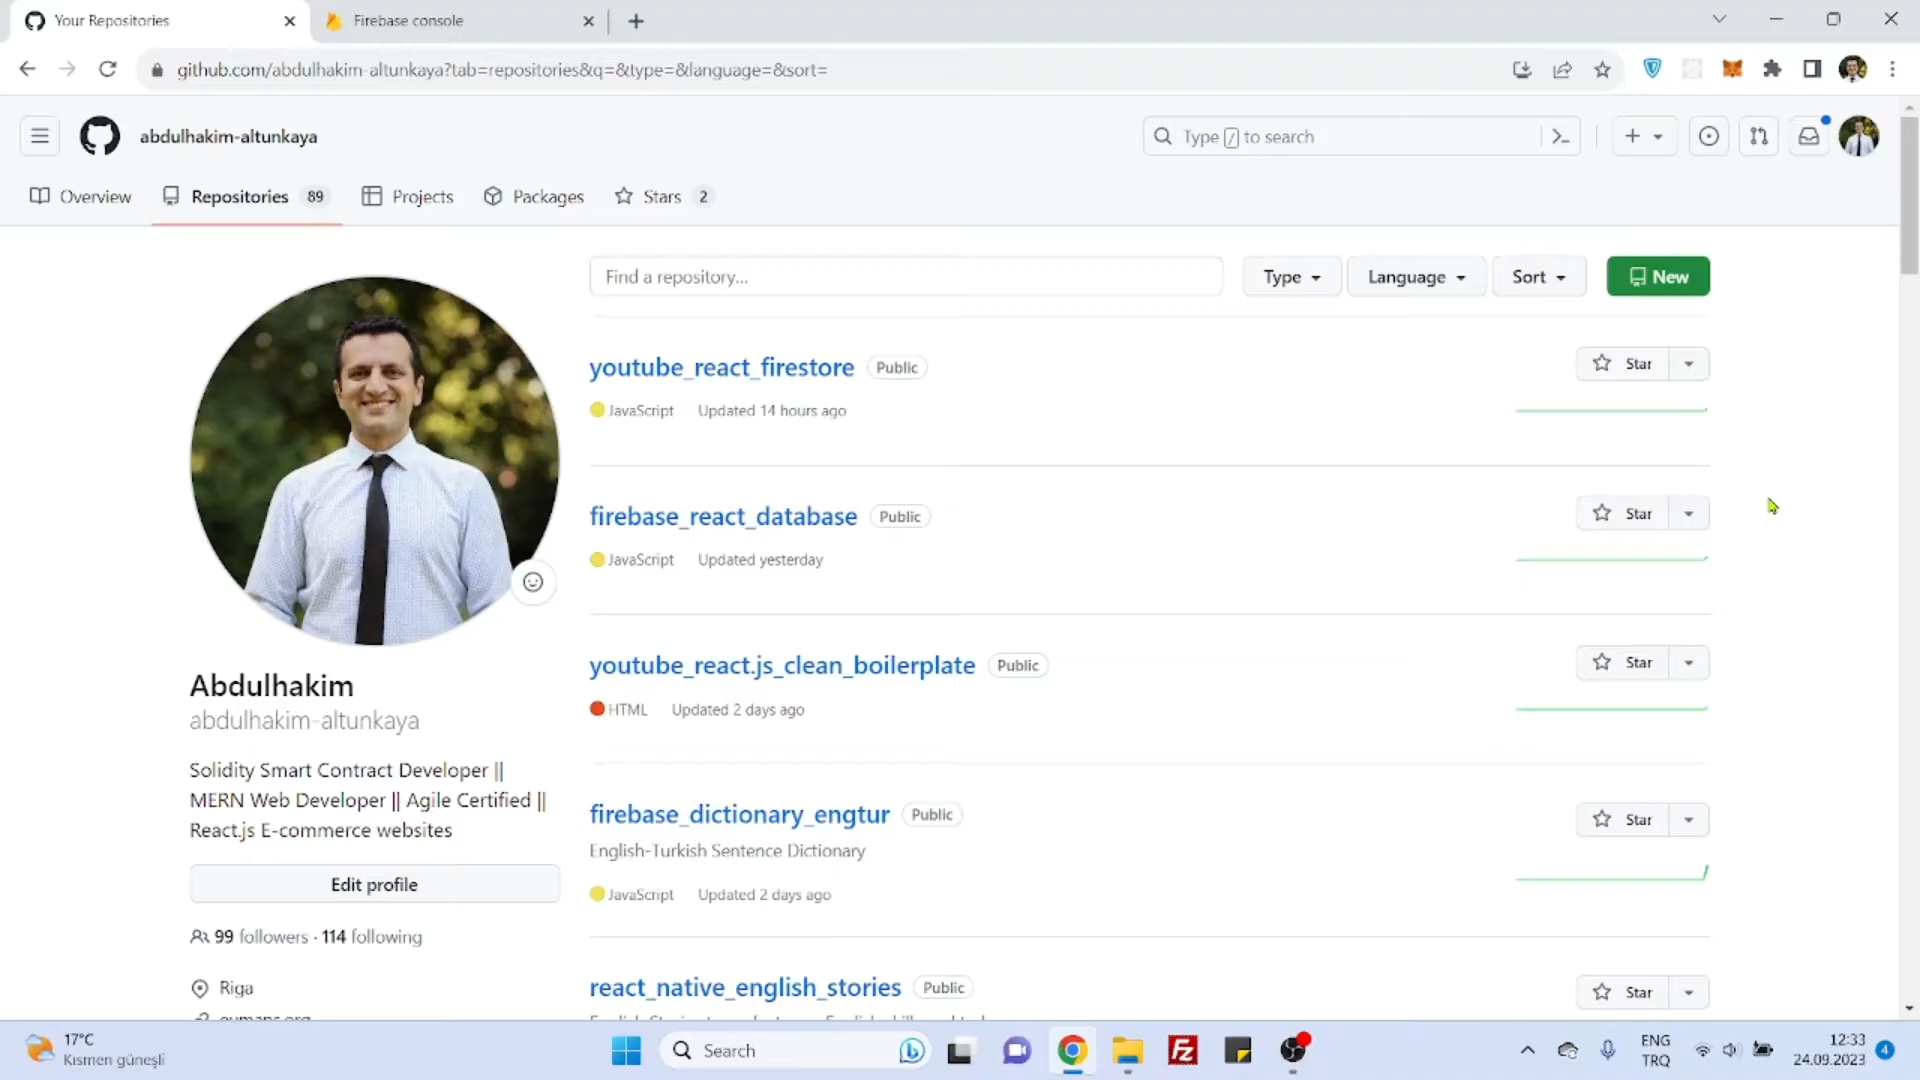 Your Repositories
Firebase console
github.com/abdulhakim-altunkaya?tab=repositories&q=&type=&language=&sort=
abdulhakim-altunkaya
Type / to search
Overview
Repositories 89
Projects
Packages
Stars 2
Find a repository...
Type
Language
Sort
New
youtube_react_firestore Public
Star
JavaScript Updated 14 hours ago
firebase_react_database Public
Star
JavaScript Updated yesterday
youtube_react.js_clean_boilerplate Public
Star
HTML Updated 2 days ago
firebase_dictionary_engtur Public
Star
English-Turkish Sentence Dictionary
JavaScript Updated 2 days ago
react_native_english_stories Public
Star
Abdulhakim
abdulhakim-altunkaya
Solidity Smart Contract Developer ||
MERN Web Developer || Agile Certified ||
React.js E-commerce websites
Edit profile
99 followers · 114 following
Riga
17°C
Kısmen güneşli
Search
ENG
TRQ
12:33
24.09.2023
4